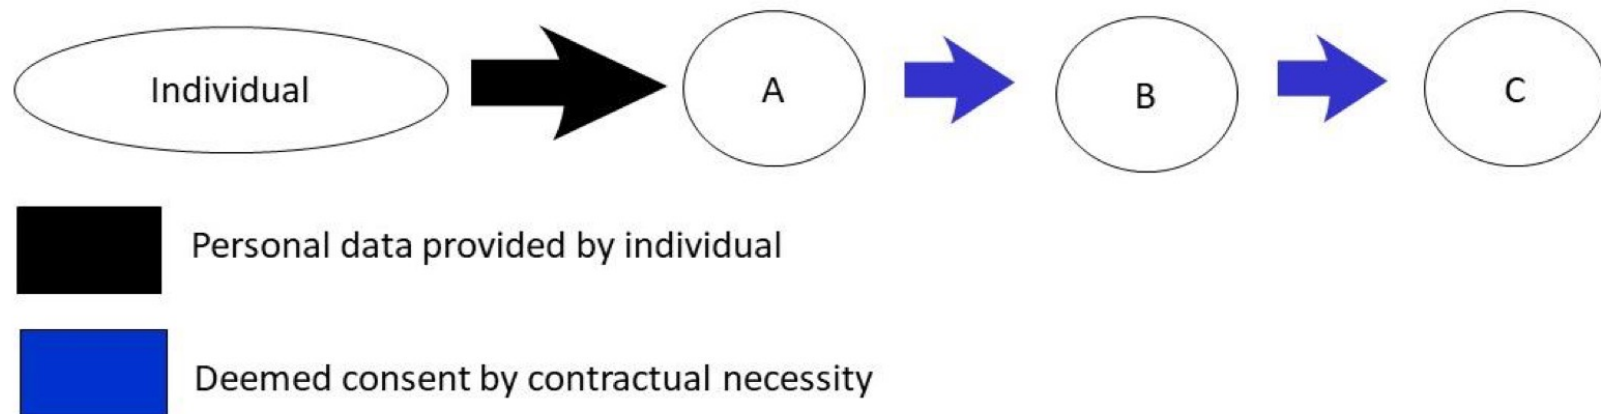 Individual
A
B
C
Personal data provided by individual
Deemed consent by contractual necessity